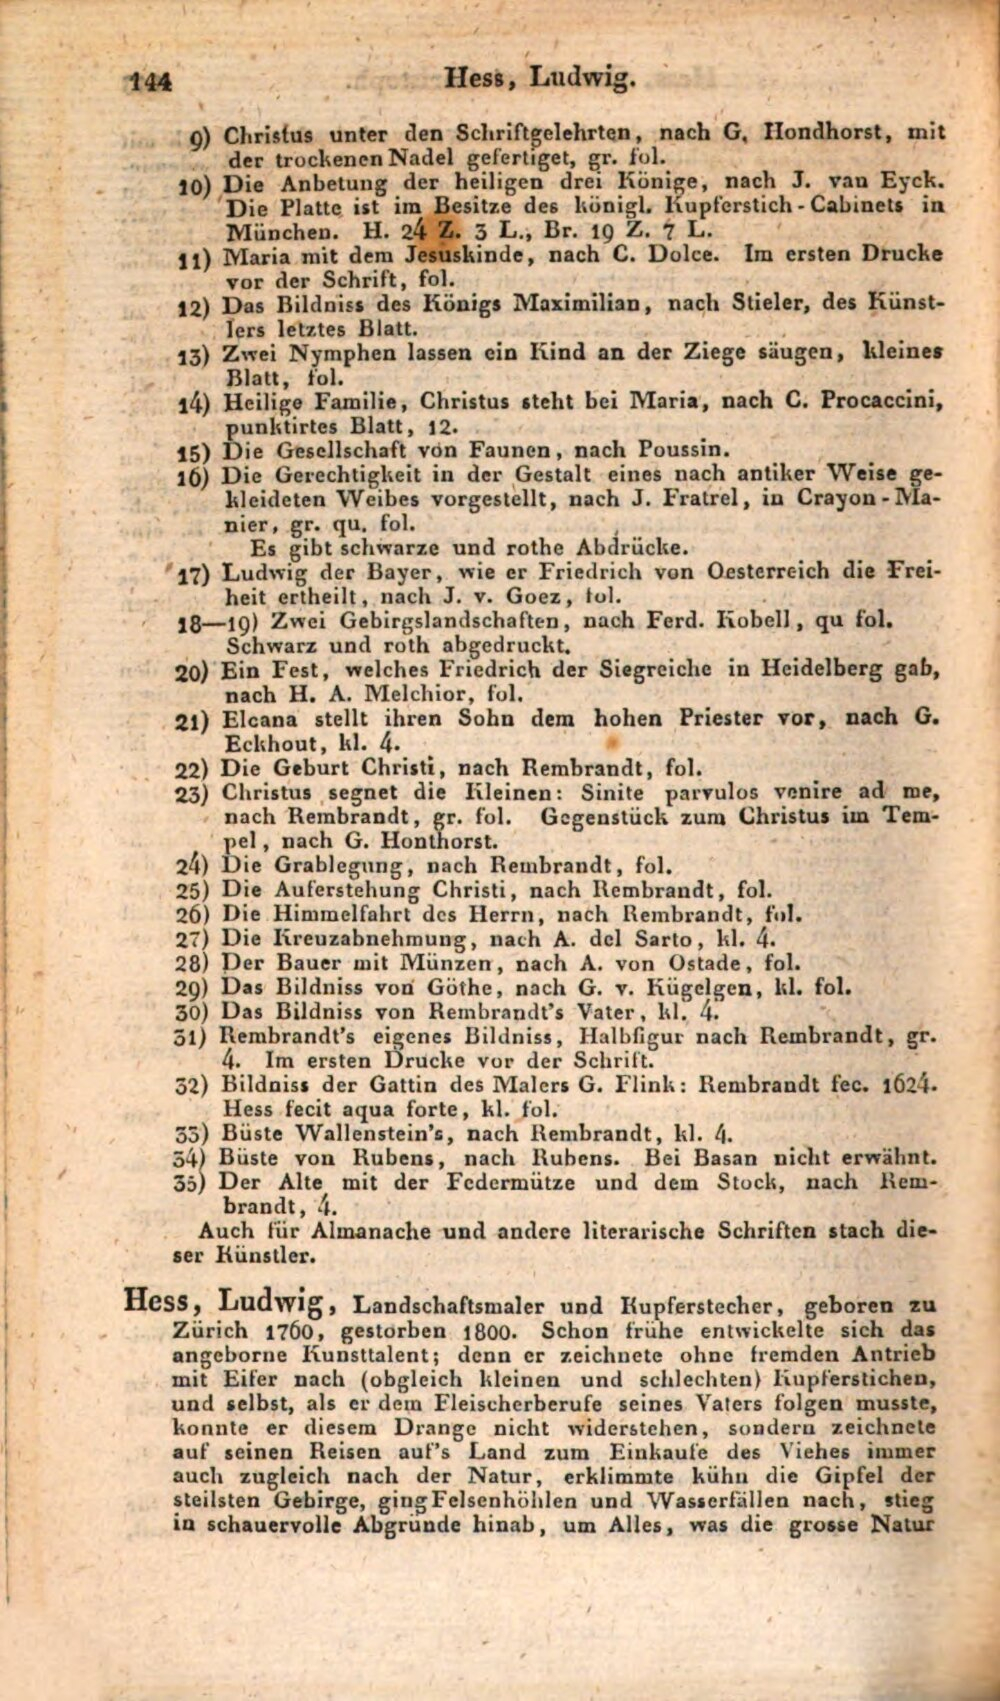 144 Hess, Ludwig.
9) Christus unter den Schriftgelehrten, nach G. Hondhorst, mit
der trockenen Nadel gefertiget, gr. fol.
10) Die Anbetung der heiligen drei Könige, nach J. van Eyck.
Die Platte ist im Besitze des königl. Kupferstich-Cabinets in
München. H. 24 Z. 3 L., Br. 19 Z. 7 L.
11) Maria mit dem Jesuskinde, nach C. Dolce. Im ersten Drucke
vor der Schrift, fol.
12) Das Bildniss des Königs Maximilian, nach Stieler, des Künst-
lers letztes Blatt.
13) Zwei Nymphen lassen ein Kind an der Ziege säugen, kleines
Blatt, fol.
14) Heilige Familie, Christus steht bei Maria, nach C. Procaccini,
punktirtes Blatt, 12.
15) Die Gesellschaft von Faunen, nach Poussin.
16) Die Gerechtigkeit in der Gestalt eines nach antiker Weise ge-
kleideten Weibes vorgestellt, nach J. Fratrel, in Crayon-Ma-
nier, gr. qu. fol.
Es gibt schwarze und rothe Abdrücke.
17) Ludwig der Bayer, wie er Friedrich von Oesterreich die Frei-
heit ertheilt, nach J. v. Goez, fol.
18—19) Zwei Gebirgslandschaften, nach Ferd. Kobell, qu fol.
Schwarz und roth abgedruckt.
20) Ein Fest, welches Friedrich der Siegreiche in Heidelberg gab,
nach H. A. Melchior, fol.
21) Elcana stellt ihren Sohn dem hohen Priester vor, nach G.
Eckhout, kl. 4.
22) Die Geburt Christi, nach Rembrandt, fol.
23) Christus segnet die Kleinen: Sinite parvulos venire ad me,
nach Rembrandt, gr. fol. Gegenstück zum Christus im Tem-
pel, nach G. Honthorst.
24) Die Grablegung, nach Rembrandt, fol.
25) Die Auferstehung Christi, nach Rembrandt, fol.
26) Die Himmelfahrt des Herrn, nach Rembrandt, fol.
27) Die Kreuzabnehmung, nach A. del Sarto, kl. 4.
28) Der Bauer mit Münzen, nach A. von Ostade, fol.
29) Das Bildniss von Göthe, nach G. v. Kügelgen, kl. fol.
30) Das Bildniss von Rembrandt's Vater, kl. 4.
31) Rembrandt's eigenes Bildniss, Halbfigur nach Rembrandt, gr.
4. Im ersten Drucke vor der Schrift.
32) Bildniss der Gattin des Malers G. Flink: Rembrandt fec. 1624.
Hess fecit aqua forte, kl. fol.
33) Büste Wallenstein's, nach Rembrandt, kl. 4.
34) Büste von Rubens, nach Rubens. Bei Basan nicht erwähnt.
35) Der Alte mit der Federmütze und dem Stock, nach Rem-
brandt, 4.
Auch für Almanache und andere literarische Schriften stach die-
ser Künstler.
Hess, Ludwig, Landschaftsmaler und Kupferstecher, geboren zu
Zürich 1760, gestorben 1800. Schon frühe entwickelte sich das
angeborne Kunsttalent; denn er zeichnete ohne fremden Antrieb
mit Eifer nach (obgleich kleinen und schlechten) Kupferstichen,
und selbst, als er dem Fleischerberufe seines Vaters folgen musste,
konnte er diesem Drange nicht widerstehen, sondern zeichnete
auf seinen Reisen auf's Land zum Einkaufe des Viehes immer
auch zugleich nach der Natur, erklimmte kühn die Gipfel der
steilsten Gebirge, ging Felsenhöhlen und Wasserfällen nach, stieg
in schauervolle Abgründe hinab, um Alles, was die grosse Natur